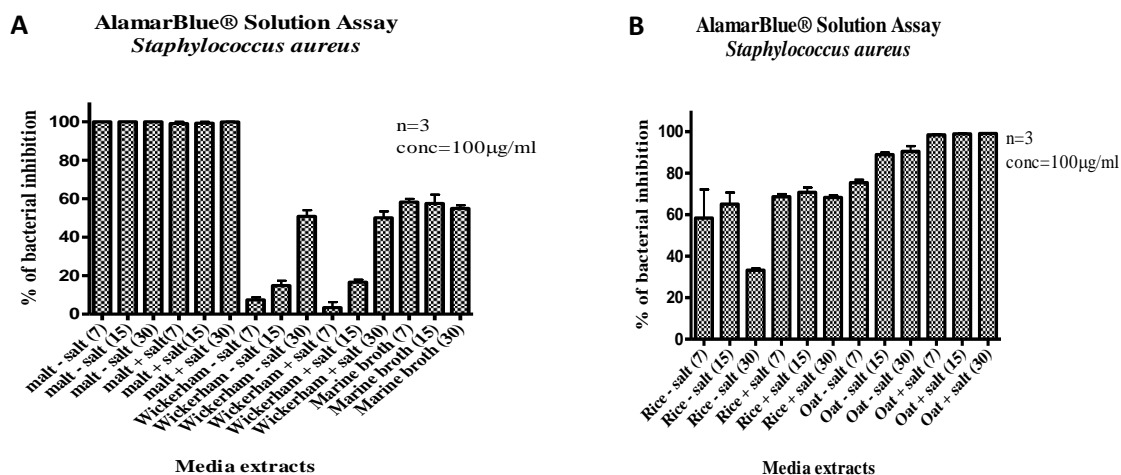 A
AlamarBlue® Solution Assay
Staphylococcus aureus
% of bacterial inhibition
100
80
60
40
20
0
n=3
conc=100µg/ml
malt - salt (7)
malt - salt (15)
malt - salt (30)
malt + salt(7)
malt + salt(15)
malt + salt (30)
Wickerham - salt (7)
Wickerham - salt (15)
Wickerham - salt (30)
Wickerham + salt (7)
Wickerham + salt (15)
Wickerham + salt (30)
Marine broth (7)
Marine broth (15)
Marine broth (30)
Media extracts
B
AlamarBlue® Solution Assay
Staphylococcus aureus
% of bacterial inhibition
100
80
60
40
20
0
n=3
conc=100µg/ml
Rice - salt (7)
Rice - salt (15)
Rice - salt (30)
Rice + salt (7)
Rice + salt (15)
Rice + salt (30)
Oat - salt (7)
Oat - salt (15)
Oat - salt (30)
Oat + salt (7)
Oat + salt (15)
Oat + salt (30)
Media extracts